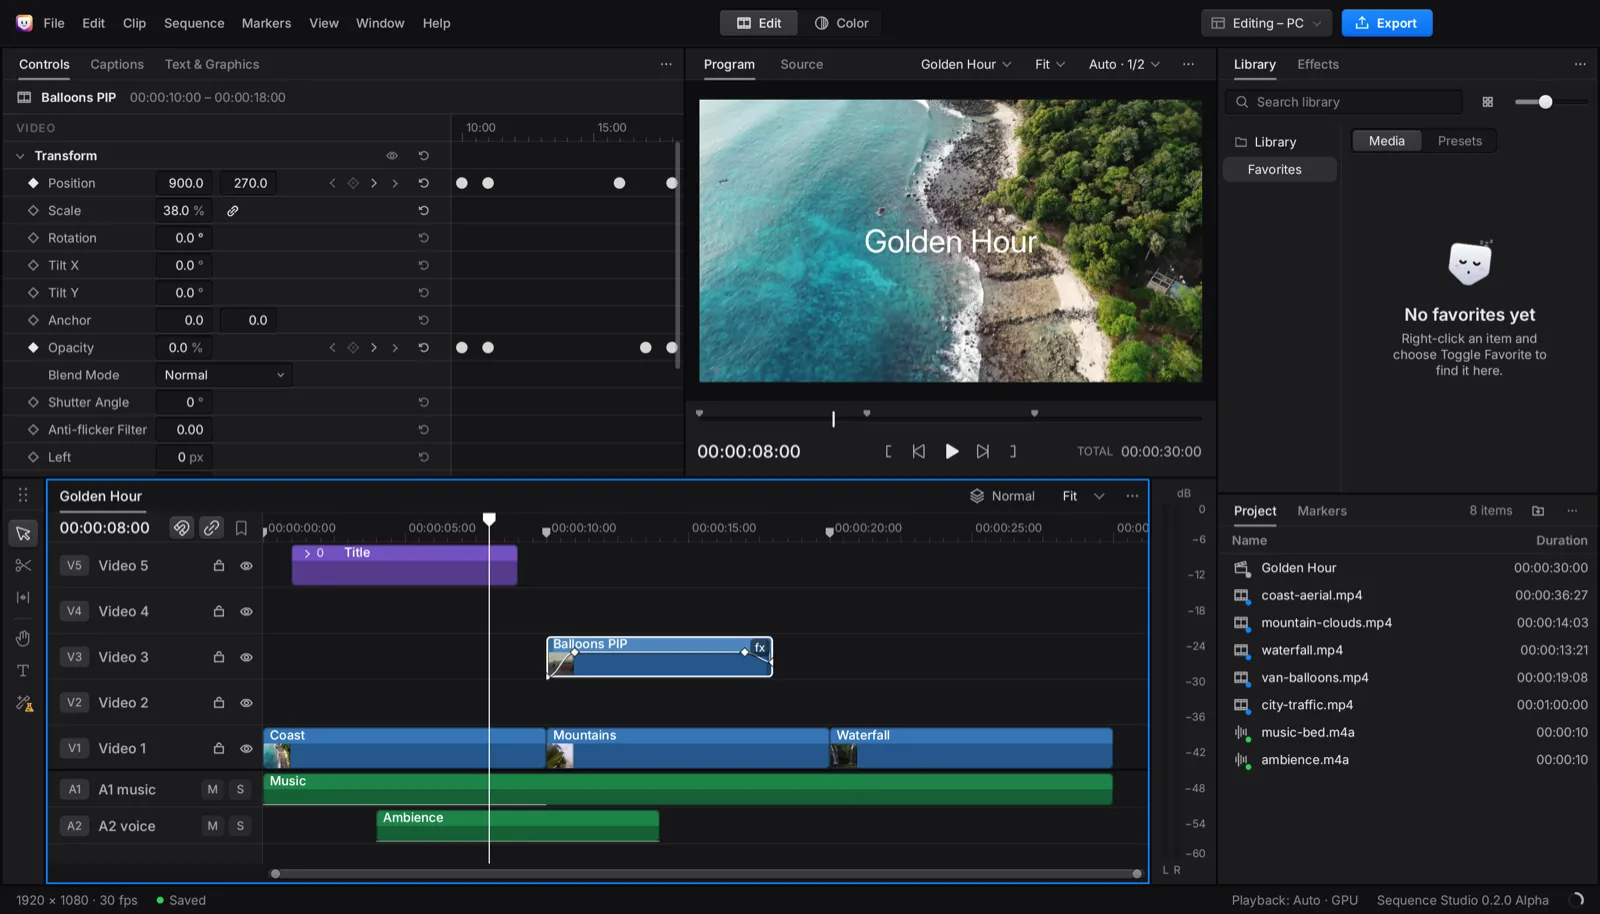 File Edit Clip Sequence Markers View Window Help
Edit Color
Editing – PC Export
Controls Captions Text & Graphics
Balloons PIP 00:00:10:00 – 00:00:18:00
VIDEO 10:00 15:00
Transform
Position 900.0 270.0
Scale 38.0 %
Rotation 0.0 °
Tilt X 0.0 °
Tilt Y 0.0 °
Anchor 0.0 0.0
Opacity 0.0 %
Blend Mode Normal
Shutter Angle 0 °
Anti-flicker Filter 0.00
Left 0 px
Program Source Golden Hour Fit Auto · 1/2
Golden Hour
00:00:08:00 TOTAL 00:00:30:00
Library Effects
Search library
Library
Favorites
Media Presets
No favorites yet
Right-click an item and
choose Toggle Favorite to
find it here.
Golden Hour Normal Fit
00:00:08:00
00:00:00:00 00:00:05:00 00:00:10:00 00:00:15:00 00:00:20:00 00:00:25:00 00:00
V5 Video 5 0 Title
V4 Video 4
V3 Video 3 Balloons PIP fx
V2 Video 2
V1 Video 1 Coast Mountains Waterfall
A1 A1 music M S Music
A2 A2 voice M S Ambience
dB
0
−6
−12
−18
−24
−30
−36
−42
−48
−54
−60
L R
Project Markers 8 items
Name Duration
Golden Hour 00:00:30:00
coast-aerial.mp4 00:00:36:27
mountain-clouds.mp4 00:00:14:03
waterfall.mp4 00:00:13:21
van-balloons.mp4 00:00:19:08
city-traffic.mp4 00:01:00:00
music-bed.m4a 00:00:10
ambience.m4a 00:00:10
1920 × 1080 · 30 fps Saved
Playback: Auto · GPU Sequence Studio 0.2.0 Alpha